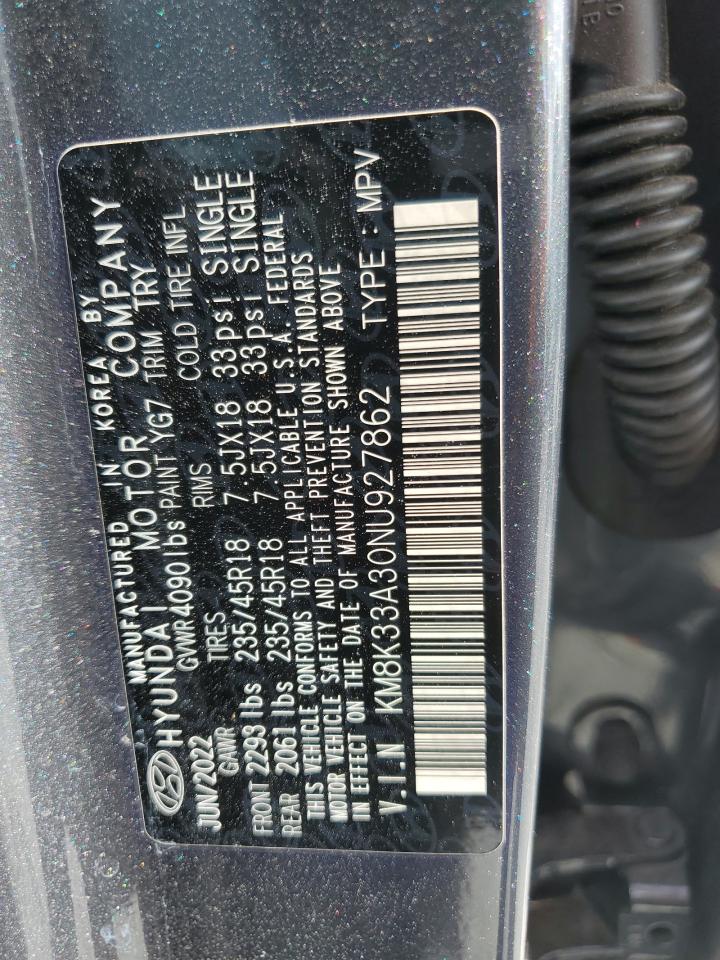 MANUFACTURED IN KOREA BY
HYUNDAI MOTOR COMPANY
JUN/2022 GVWR 4090 lbs PAINT YG7 TRIM TRY
GAWR TIRES RIMS COLD TIRE INFL
FRONT 2293 lbs 235/45R18 7.5JX18 33psi SINGLE
REAR 2061 lbs 235/45R18 7.5JX18 33psi SINGLE
THIS VEHICLE CONFORMS TO ALL APPLICABLE U.S.A. FEDERAL
MOTOR VEHICLE SAFETY AND THEFT PREVENTION STANDARDS
IN EFFECT ON THE DATE OF MANUFACTURE SHOWN ABOVE
V.I.N KM8K33A30NU927862 TYPE : MPV